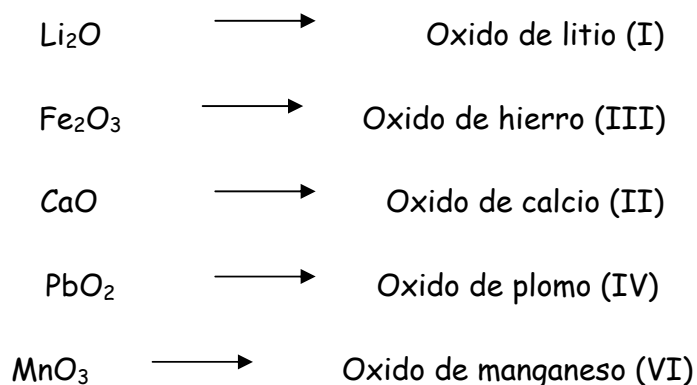 Li₂O → Oxido de litio (I)
Fe₂O₃ → Oxido de hierro (III)
CaO → Oxido de calcio (II)
PbO₂ → Oxido de plomo (IV)
MnO₃ → Oxido de manganeso (VI)